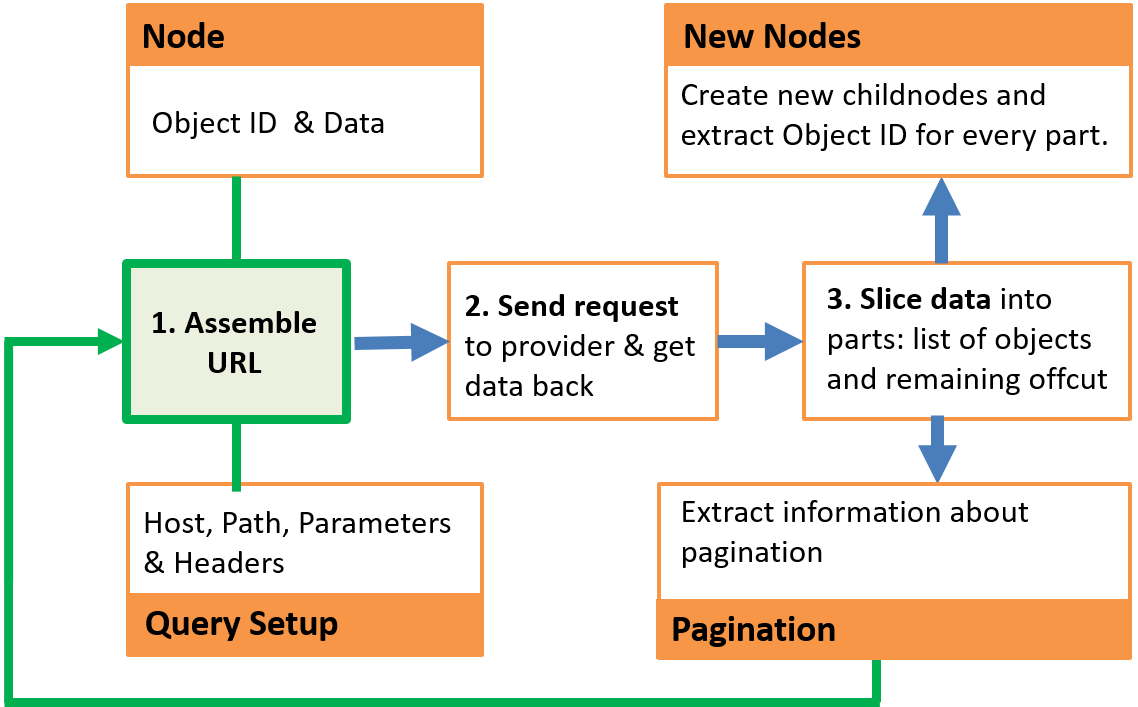 Node
Object ID  & Data
New Nodes
Create new childnodes and
extract Object ID for every part.
1. Assemble
URL
2. Send request
to provider & get
data back
3. Slice data into
parts: list of objects
and remaining offcut
Host, Path, Parameters
& Headers
Query Setup
Extract information about
pagination
Pagination